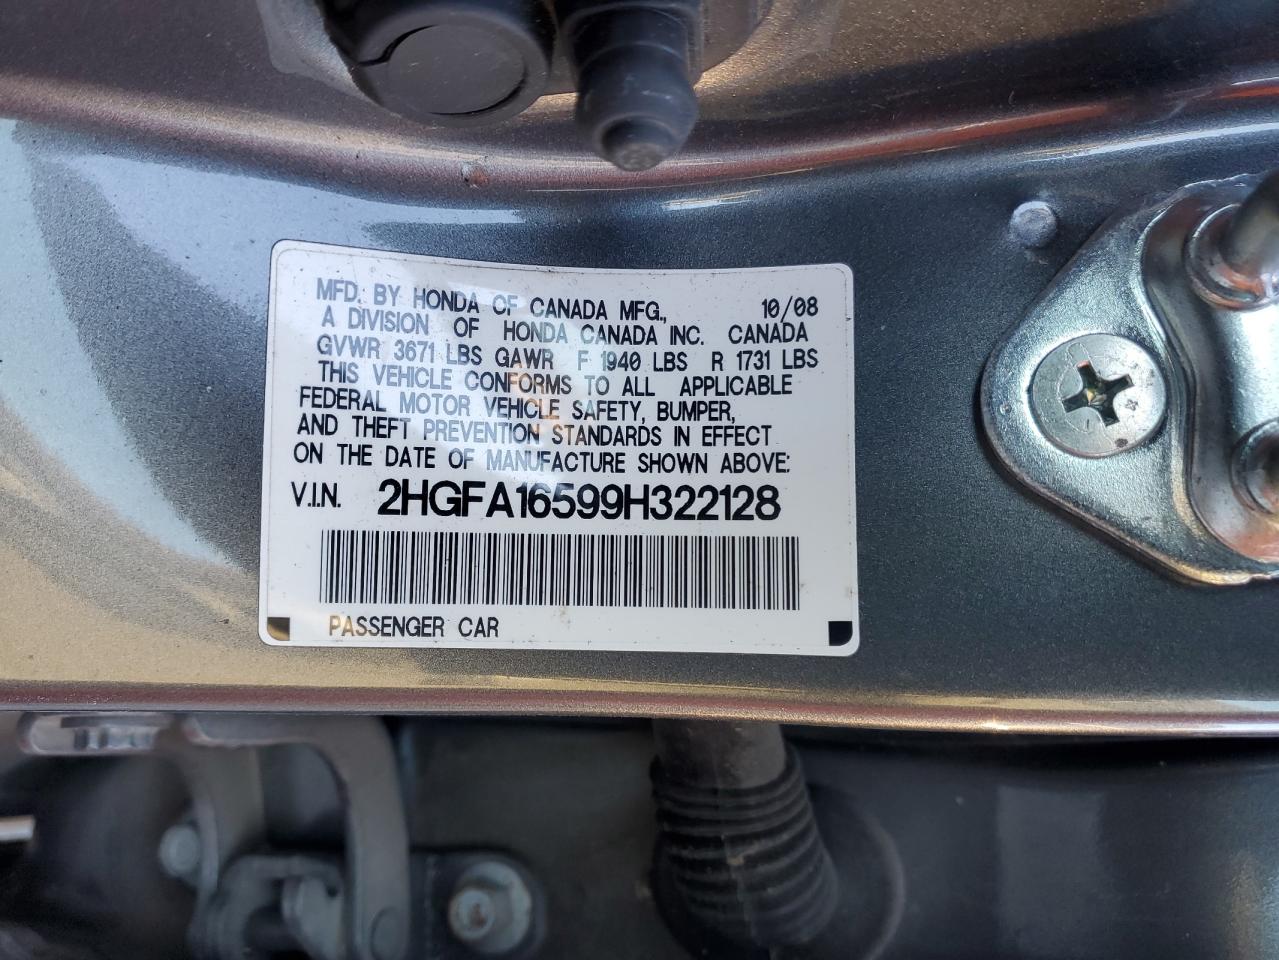 MFD. BY HONDA OF CANADA MFG., 10/08
A DIVISION OF HONDA CANADA INC. CANADA
GVWR 3671 LBS GAWR F 1940 LBS R 1731 LBS
THIS VEHICLE CONFORMS TO ALL APPLICABLE
FEDERAL MOTOR VEHICLE SAFETY, BUMPER,
AND THEFT PREVENTION STANDARDS IN EFFECT
ON THE DATE OF MANUFACTURE SHOWN ABOVE:
V.I.N. 2HGFA16599H322128
PASSENGER CAR
4